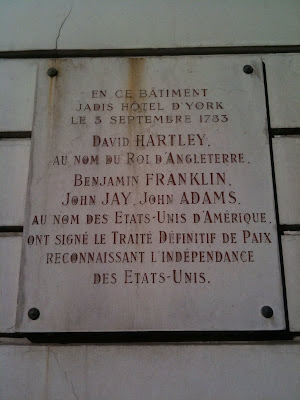 EN CE BÂTIMENT
JADIS HÔTEL D'YORK
LE 3 SEPTEMBRE 1783
DAVID HARTLEY,
AU NOM DU ROI D'ANGLETERRE,
BENJAMIN FRANKLIN,
JOHN JAY, JOHN ADAMS,
AU NOM DES ETATS-UNIS D'AMÉRIQUE,
ONT SIGNÉ LE TRAITÉ DÉFINITIF DE PAIX
RECONNAISSANT L'INDÉPENDANCE
DES ETATS-UNIS.